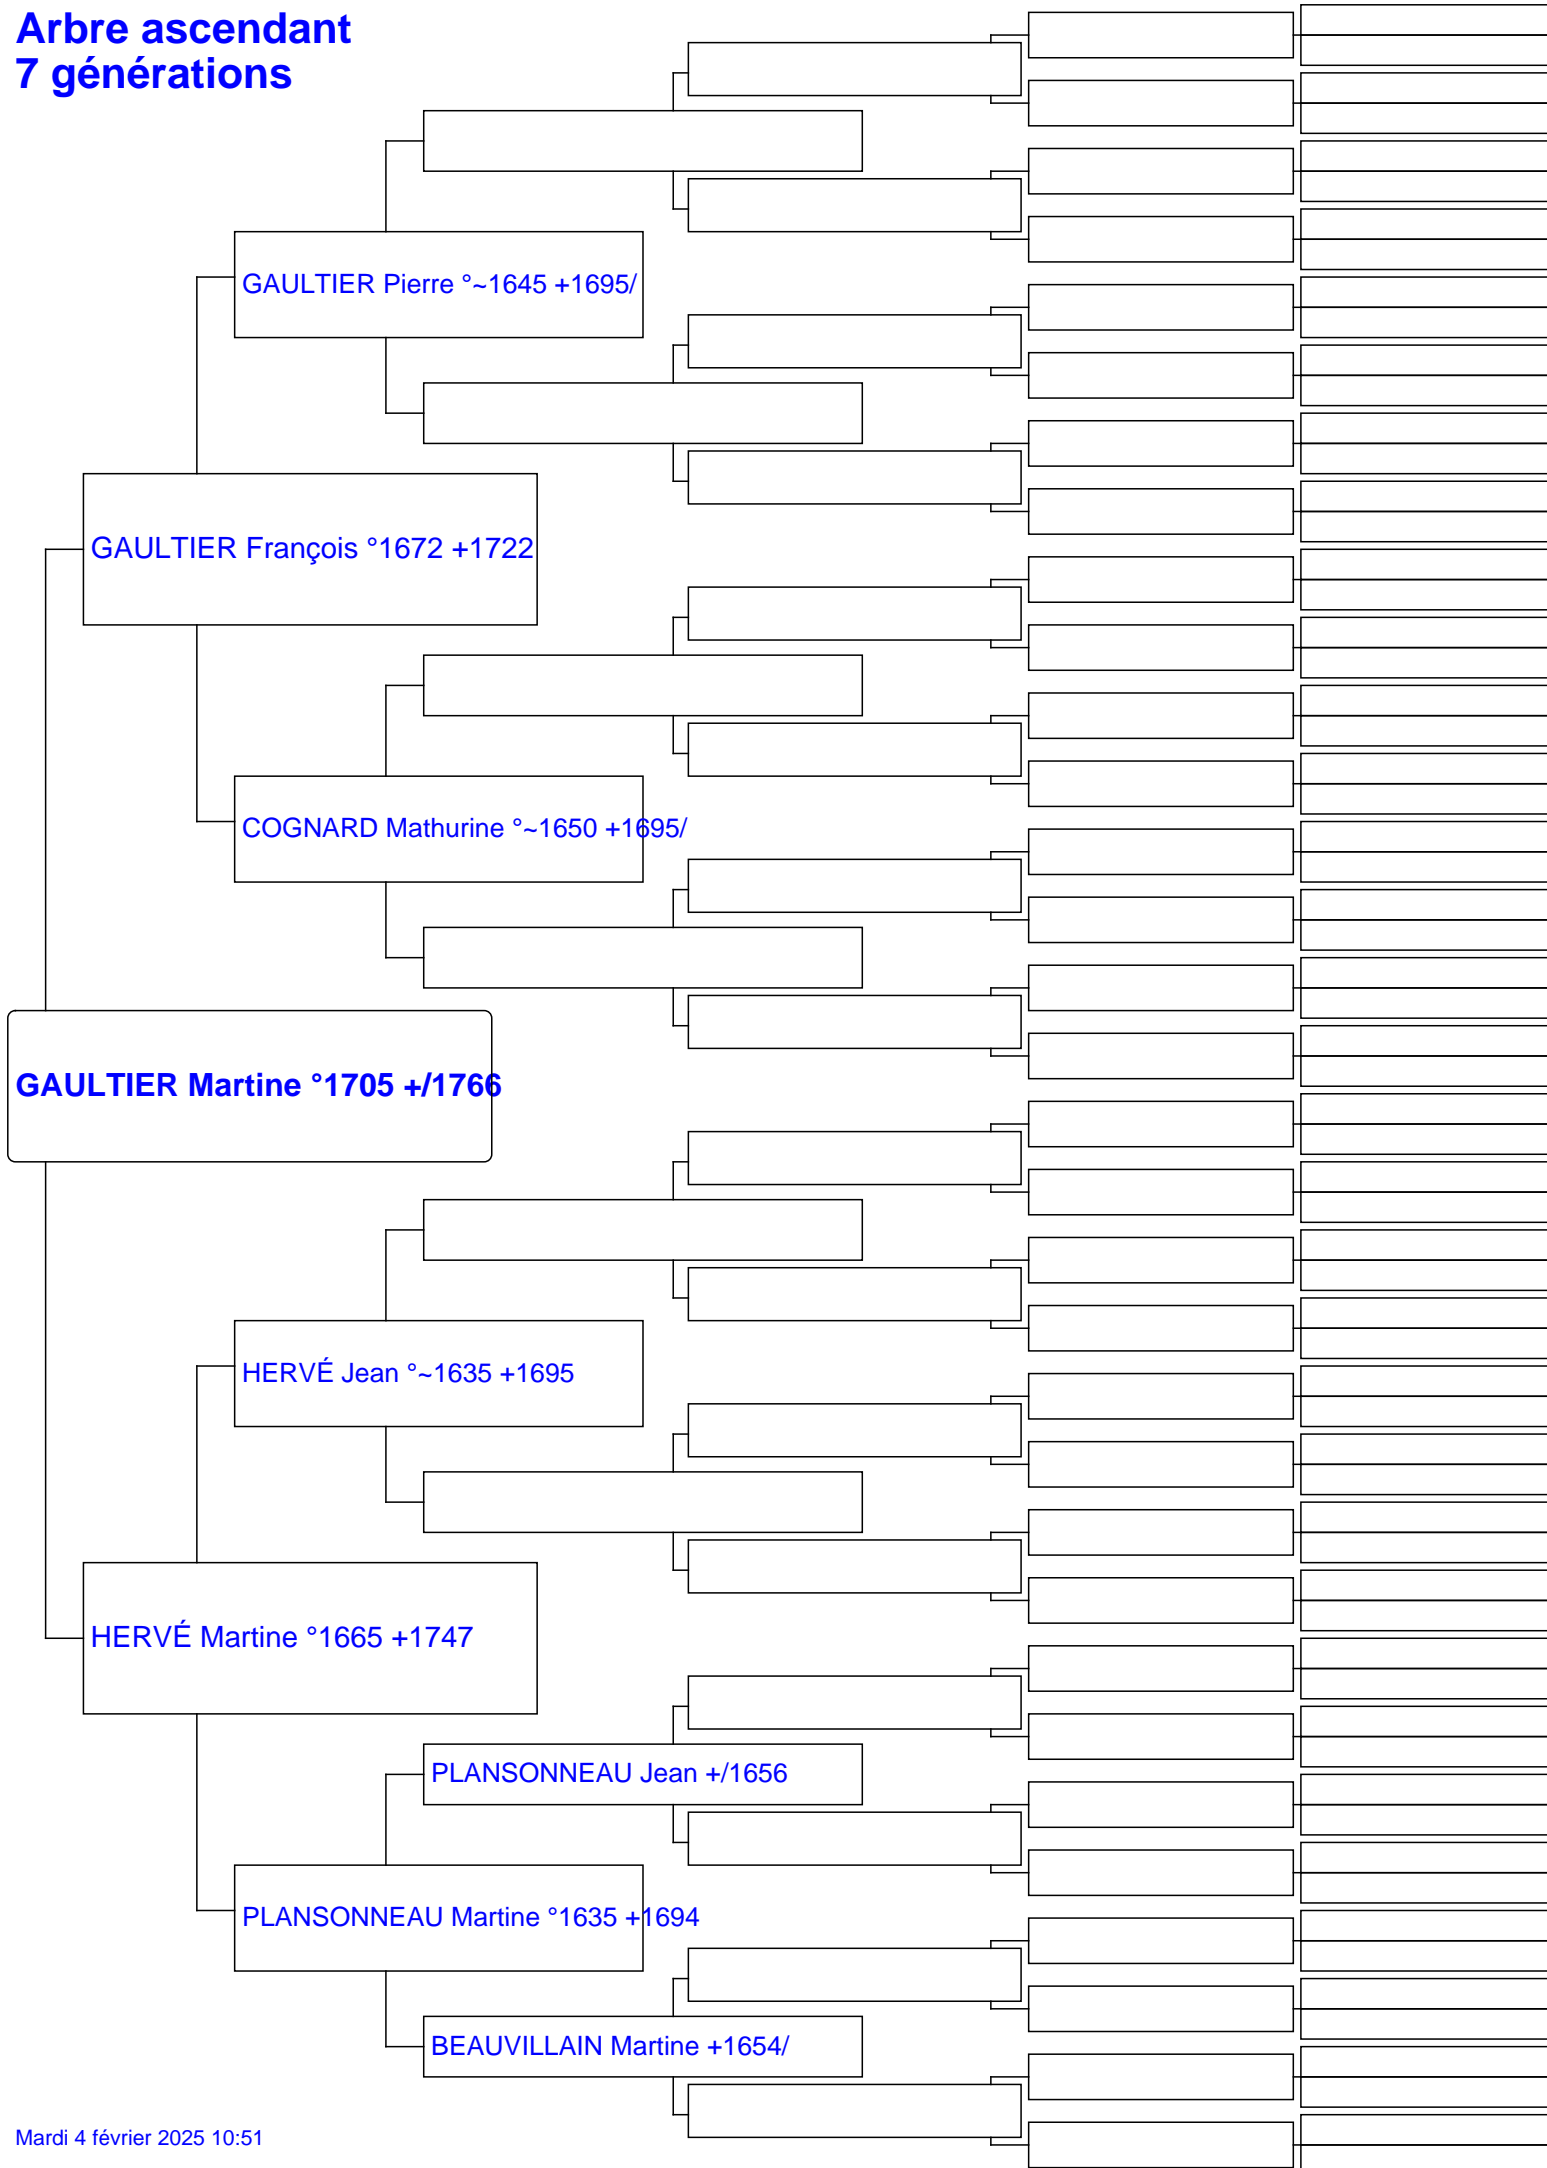 Arbre ascendant
7 générations
GAULTIER Pierre °~1645 +1695/
GAULTIER François °1672 +1722
COGNARD Mathurine °~1650 +1695/
GAULTIER Martine °1705 +/1766
HERVÉ Jean °~1635 +1695
HERVÉ Martine °1665 +1747
PLANSONNEAU Jean +/1656
PLANSONNEAU Martine °1635 +1694
BEAUVILLAIN Martine +1654/
Mardi 4 février 2025 10:51